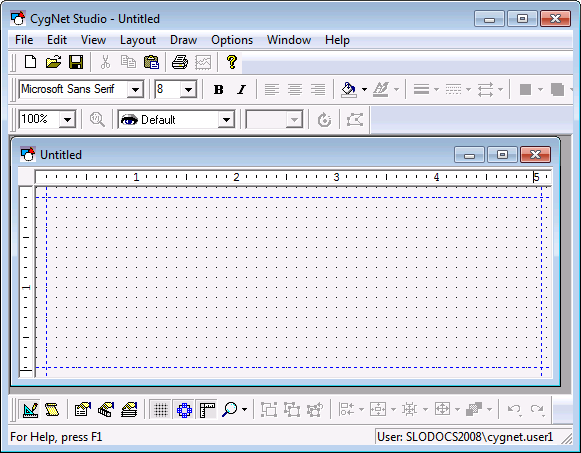 CygNet Studio - Untitled
File Edit View Layout Draw Options Window Help
Microsoft Sans Serif 8 B I
100% Default
Untitled
1 2 3 4 5
1
For Help, press F1 User: SLODOCS2008\cygnet.user1